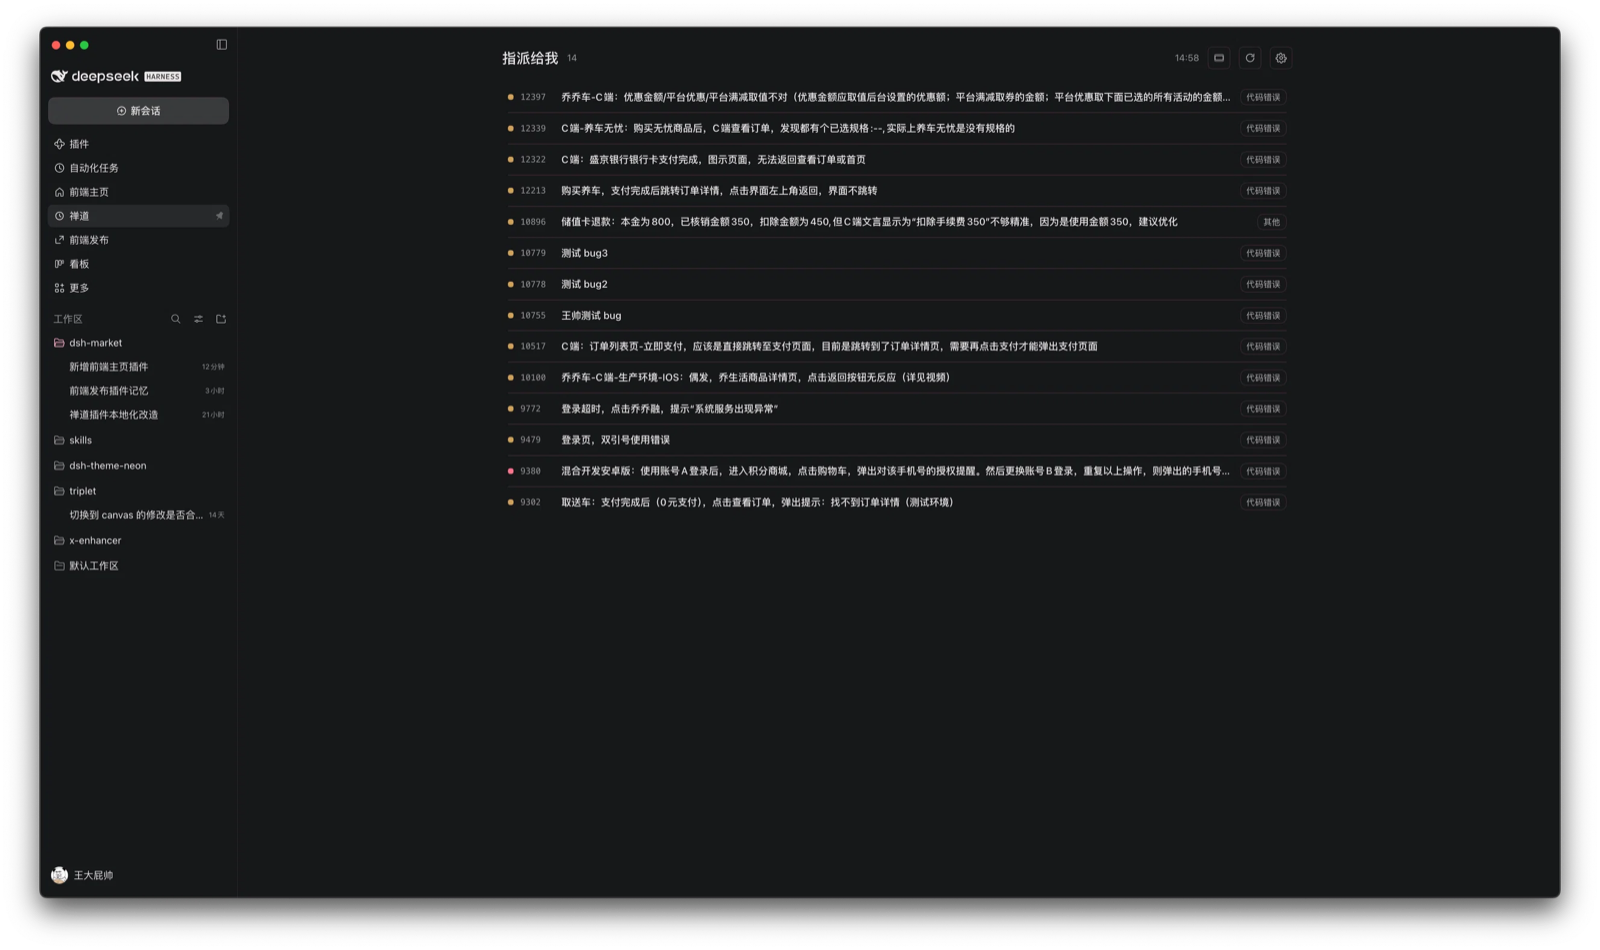 deepseek HARNESS
新会话
插件
自动化任务
前端主页
禅道
前端发布
看板
更多
工作区
dsh-market
新增前端主页插件 12分钟
前端发布插件记忆 3小时
禅道插件本地化改造 21小时
skills
dsh-theme-neon
triplet
切换到 canvas 的修改是否合... 14天
x-enhancer
默认工作区
王大屁帅
指派给我 14
14:58
12397 乔乔车-C端：优惠金额/平台优惠/平台满减取值不对（优惠金额应取值后台设置的优惠额；平台满减取券的金额；平台优惠取下面已选的所有活动的金额... 代码错误
12339 C端-养车无忧：购买无忧商品后，C端查看订单，发现都有个已选规格:--,实际上养车无忧是没有规格的 代码错误
12322 C端：盛京银行银行卡支付完成，图示页面，无法返回查看订单或首页 代码错误
12213 购买养车，支付完成后跳转订单详情，点击界面左上角返回，界面不跳转 代码错误
10896 储值卡退款：本金为800，已核销金额350，扣除金额为450,但C端文言显示为“扣除手续费350”不够精准，因为是使用金额350，建议优化 其他
10779 测试 bug3 代码错误
10778 测试 bug2 代码错误
10755 王帅测试 bug 代码错误
10517 C端：订单列表页-立即支付，应该是直接跳转至支付页面，目前是跳转到了订单详情页，需要再点击支付才能弹出支付页面 代码错误
10100 乔乔车-C端-生产环境-IOS：偶发，乔生活商品详情页，点击返回按钮无反应（详见视频） 代码错误
9772 登录超时，点击乔乔融，提示“系统服务出现异常” 代码错误
9479 登录页，双引号使用错误 代码错误
9380 混合开发安卓版：使用账号A登录后，进入积分商城，点击购物车，弹出对该手机号的授权提醒。然后更换账号B登录，重复以上操作，则弹出的手机号... 代码错误
9302 取送车：支付完成后（0元支付），点击查看订单，弹出提示：找不到订单详情（测试环境） 代码错误